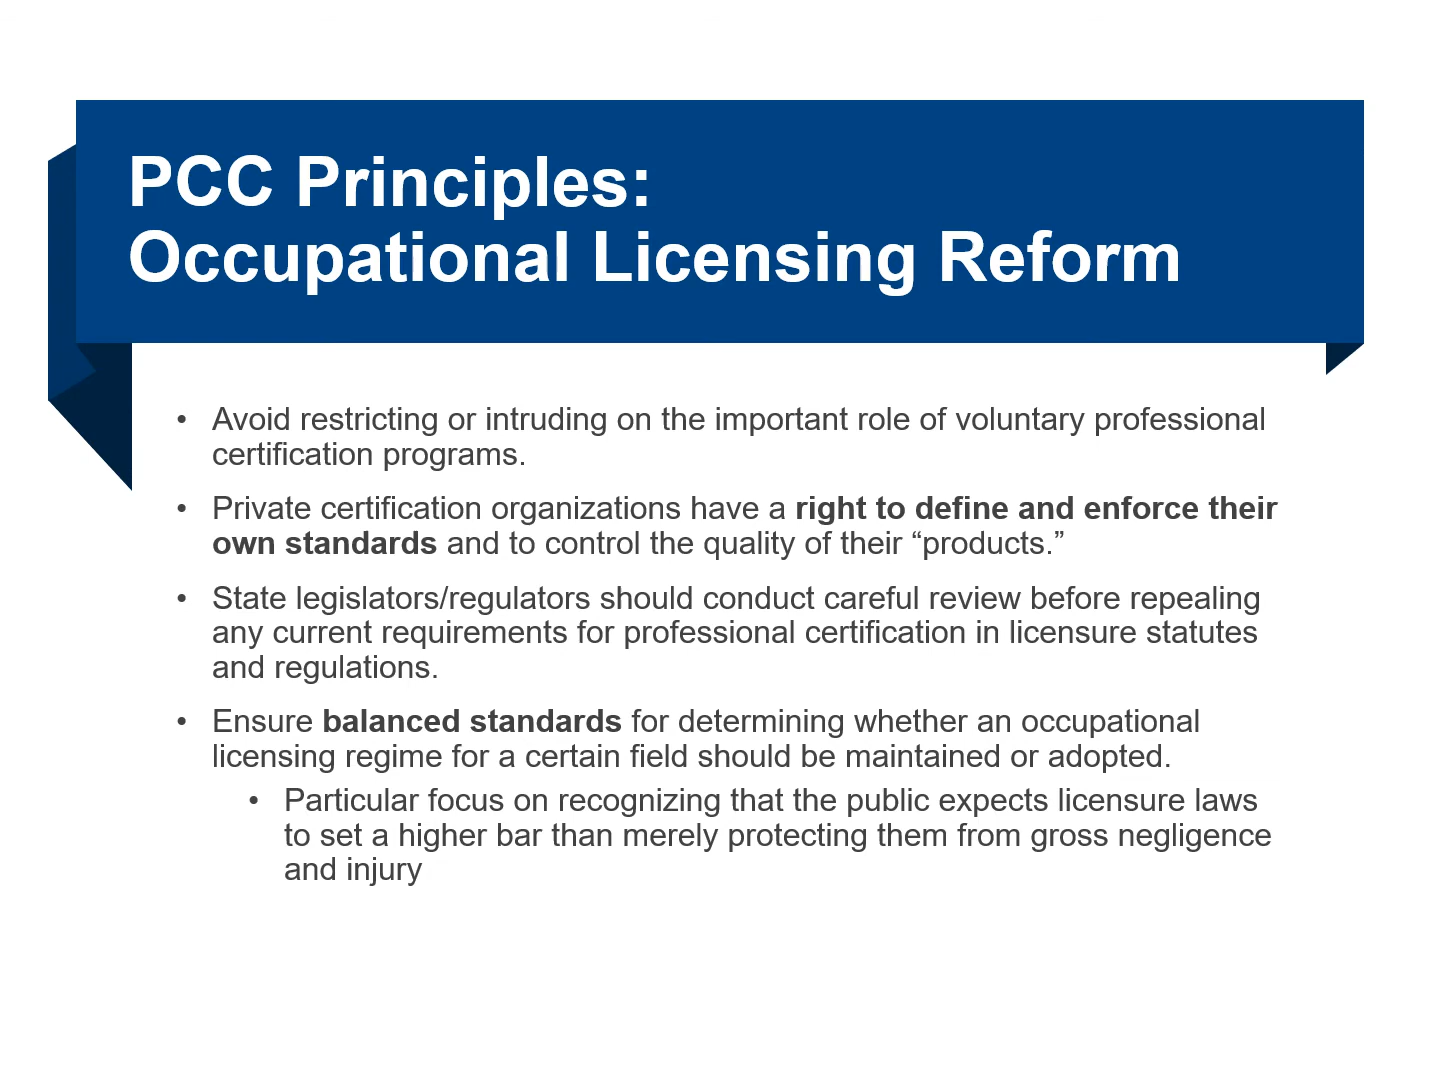 PCC Principles:
Occupational Licensing Reform
• Avoid restricting or intruding on the important role of voluntary professional
certification programs.
• Private certification organizations have a right to define and enforce their
own standards and to control the quality of their “products.”
• State legislators/regulators should conduct careful review before repealing
any current requirements for professional certification in licensure statutes
and regulations.
• Ensure balanced standards for determining whether an occupational
licensing regime for a certain field should be maintained or adopted.
• Particular focus on recognizing that the public expects licensure laws
to set a higher bar than merely protecting them from gross negligence
and injury